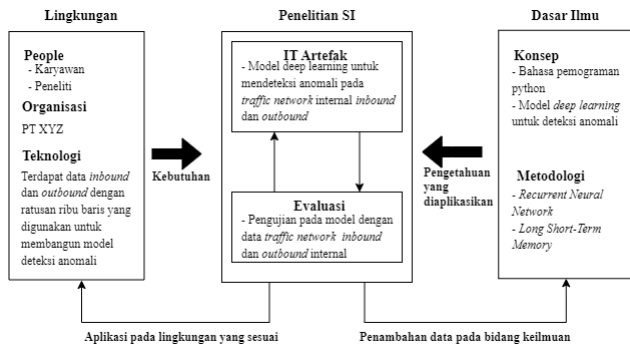 Lingkungan
People
- Karyawan
- Peneliti
Organisasi
PT XYZ
Teknologi
Terdapat data inbound
dan outbound dengan
ratusan ribu baris yang
digunakan untuk
membangun model
deteksi anomali
Kebutuhan
Penelitian SI
IT Artefak
- Model deep learning untuk
mendeteksi anomali pada
traffic network internal inbound
dan outbound
Evaluasi
- Pengujian pada model dengan
data traffic network inbound
dan outbound internal
Pengetahuan
yang
diaplikasikan
Dasar Ilmu
Konsep
- Bahasa pemograman
python
- Model deep learning
untuk deteksi anomali
Metodologi
- Recurrent Neural
Network
- Long Short-Term
Memory
Aplikasi pada lingkungan yang sesuai
Penambahan data pada bidang keilmuan